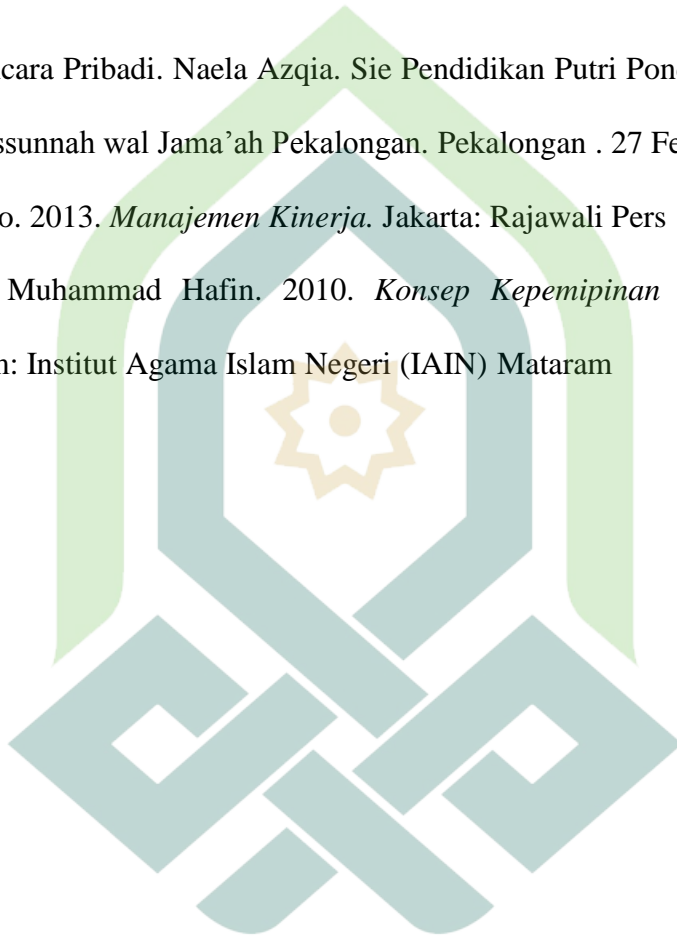 cara Pribadi. Naela Azqia. Sie Pendidikan Putri Pon
ssunnah wal Jama’ah Pekalongan. Pekalongan . 27 Fe
o. 2013. Manajemen Kinerja. Jakarta: Rajawali Pers
Muhammad Hafin. 2010. Konsep Kepemipinan
: Institut Agama Islam Negeri (IAIN) Mataram